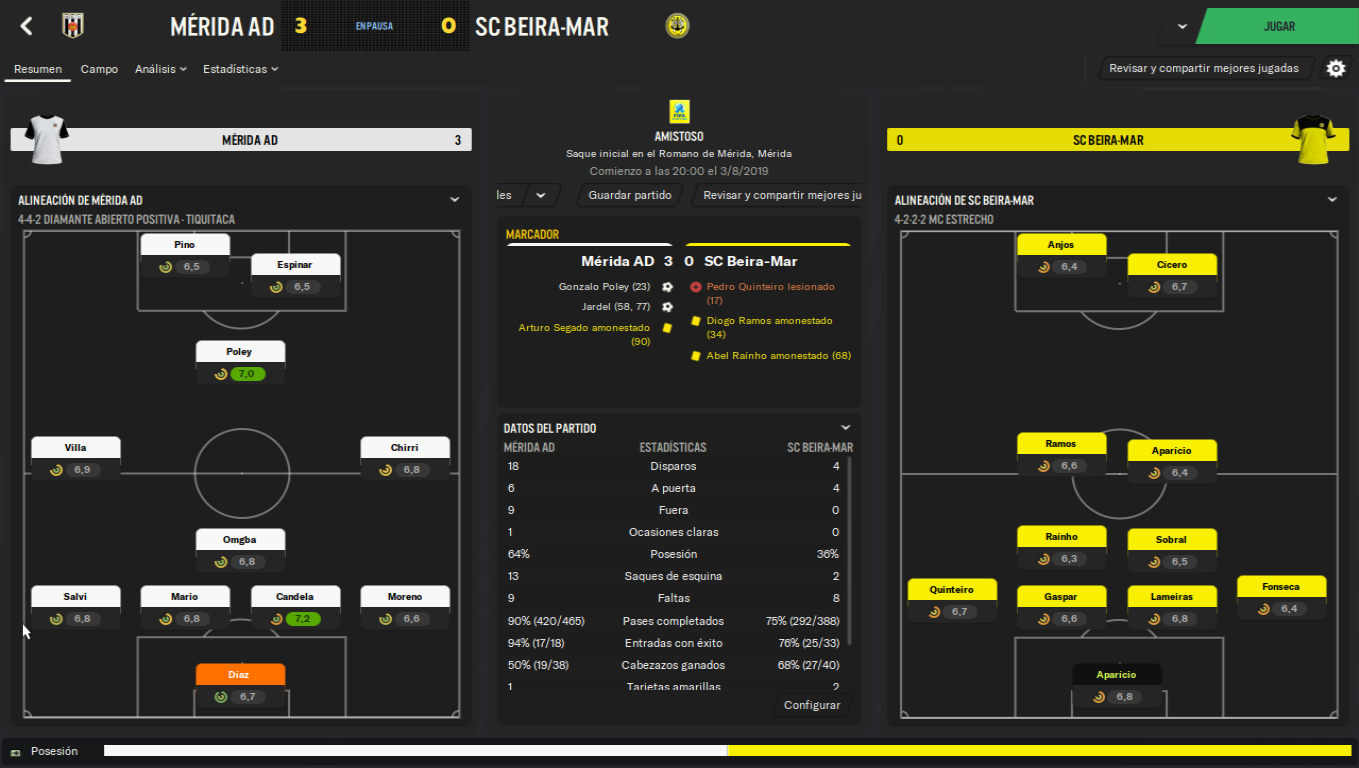 MÉRIDA AD 3 EN PAUSA 0 SC BEIRA-MAR
JUGAR
Resumen Campo Análisis Estadísticas
Revisar y compartir mejores jugadas
MÉRIDA AD 3
ALINEACIÓN DE MÉRIDA AD
4-4-2 DIAMANTE ABIERTO POSITIVA - TIQUITACA
Pino
6,5
Espinar
6,5
Poley
7,0
Villa
6,9
Chirri
6,8
Omgba
6,8
Salvi
6,8
Mario
6,8
Candela
7,2
Moreno
6,6
Díaz
6,7
FIFA
AMISTOSO
Saque inicial en el Romano de Mérida, Mérida
Comienzo a las 20:00 el 3/8/2019
les
Guardar partido
Revisar y compartir mejores ju
MARCADOR
Mérida AD 3 0 SC Beira-Mar
Gonzalo Poley (23)
Jardel (58, 77)
Arturo Segado amonestado
(90)
Pedro Quinteiro lesionado
(17)
Diogo Ramos amonestado
(34)
Abel Rainho amonestado (68)
DATOS DEL PARTIDO
MÉRIDA AD ESTADÍSTICAS SC BEIRA-MAR
18 Disparos 4
6 A puerta 4
9 Fuera 0
1 Ocasiones claras 0
64% Posesión 36%
13 Saques de esquina 2
9 Faltas 8
90% (420/465) Pases completados 75% (292/388)
94% (17/18) Entradas con éxito 76% (25/33)
50% (19/38) Cabezazos ganados 68% (27/40)
1 Tarjetas amarillas 2
Configurar
0 SC BEIRA-MAR
ALINEACIÓN DE SC BEIRA-MAR
4-2-2-2 MC ESTRECHO
Anjos
6,4
Cícero
6,7
Ramos
6,6
Aparício
6,4
Rainho
6,3
Sobral
6,5
Quinteiro
6,7
Gaspar
6,6
Lameiras
6,8
Fonseca
6,4
Aparício
6,8
Posesión